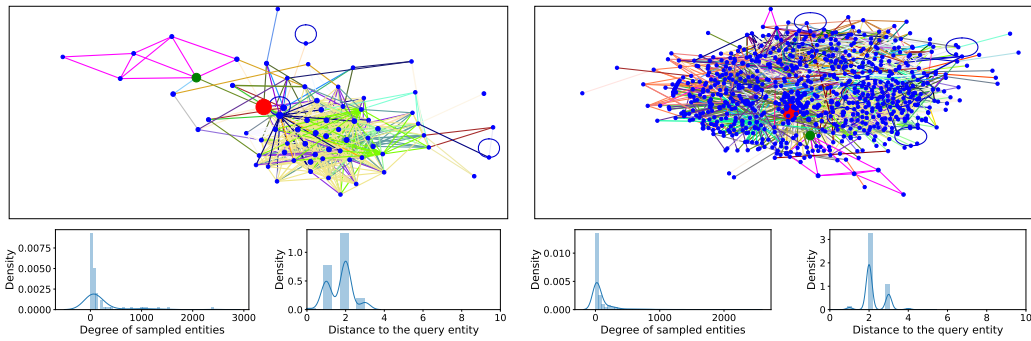 0.0075
0.0050
0.0025
0.0000
Density
0 1000 2000 3000
Degree of sampled entities
1.0
0.5
0.0
Density
0 2 4 6 8 10
Distance to the query entity
0.010
0.005
0.000
Density
0 1000 2000
Degree of sampled entities
3
2
1
0
Density
0 2 4 6 8 10
Distance to the query entity